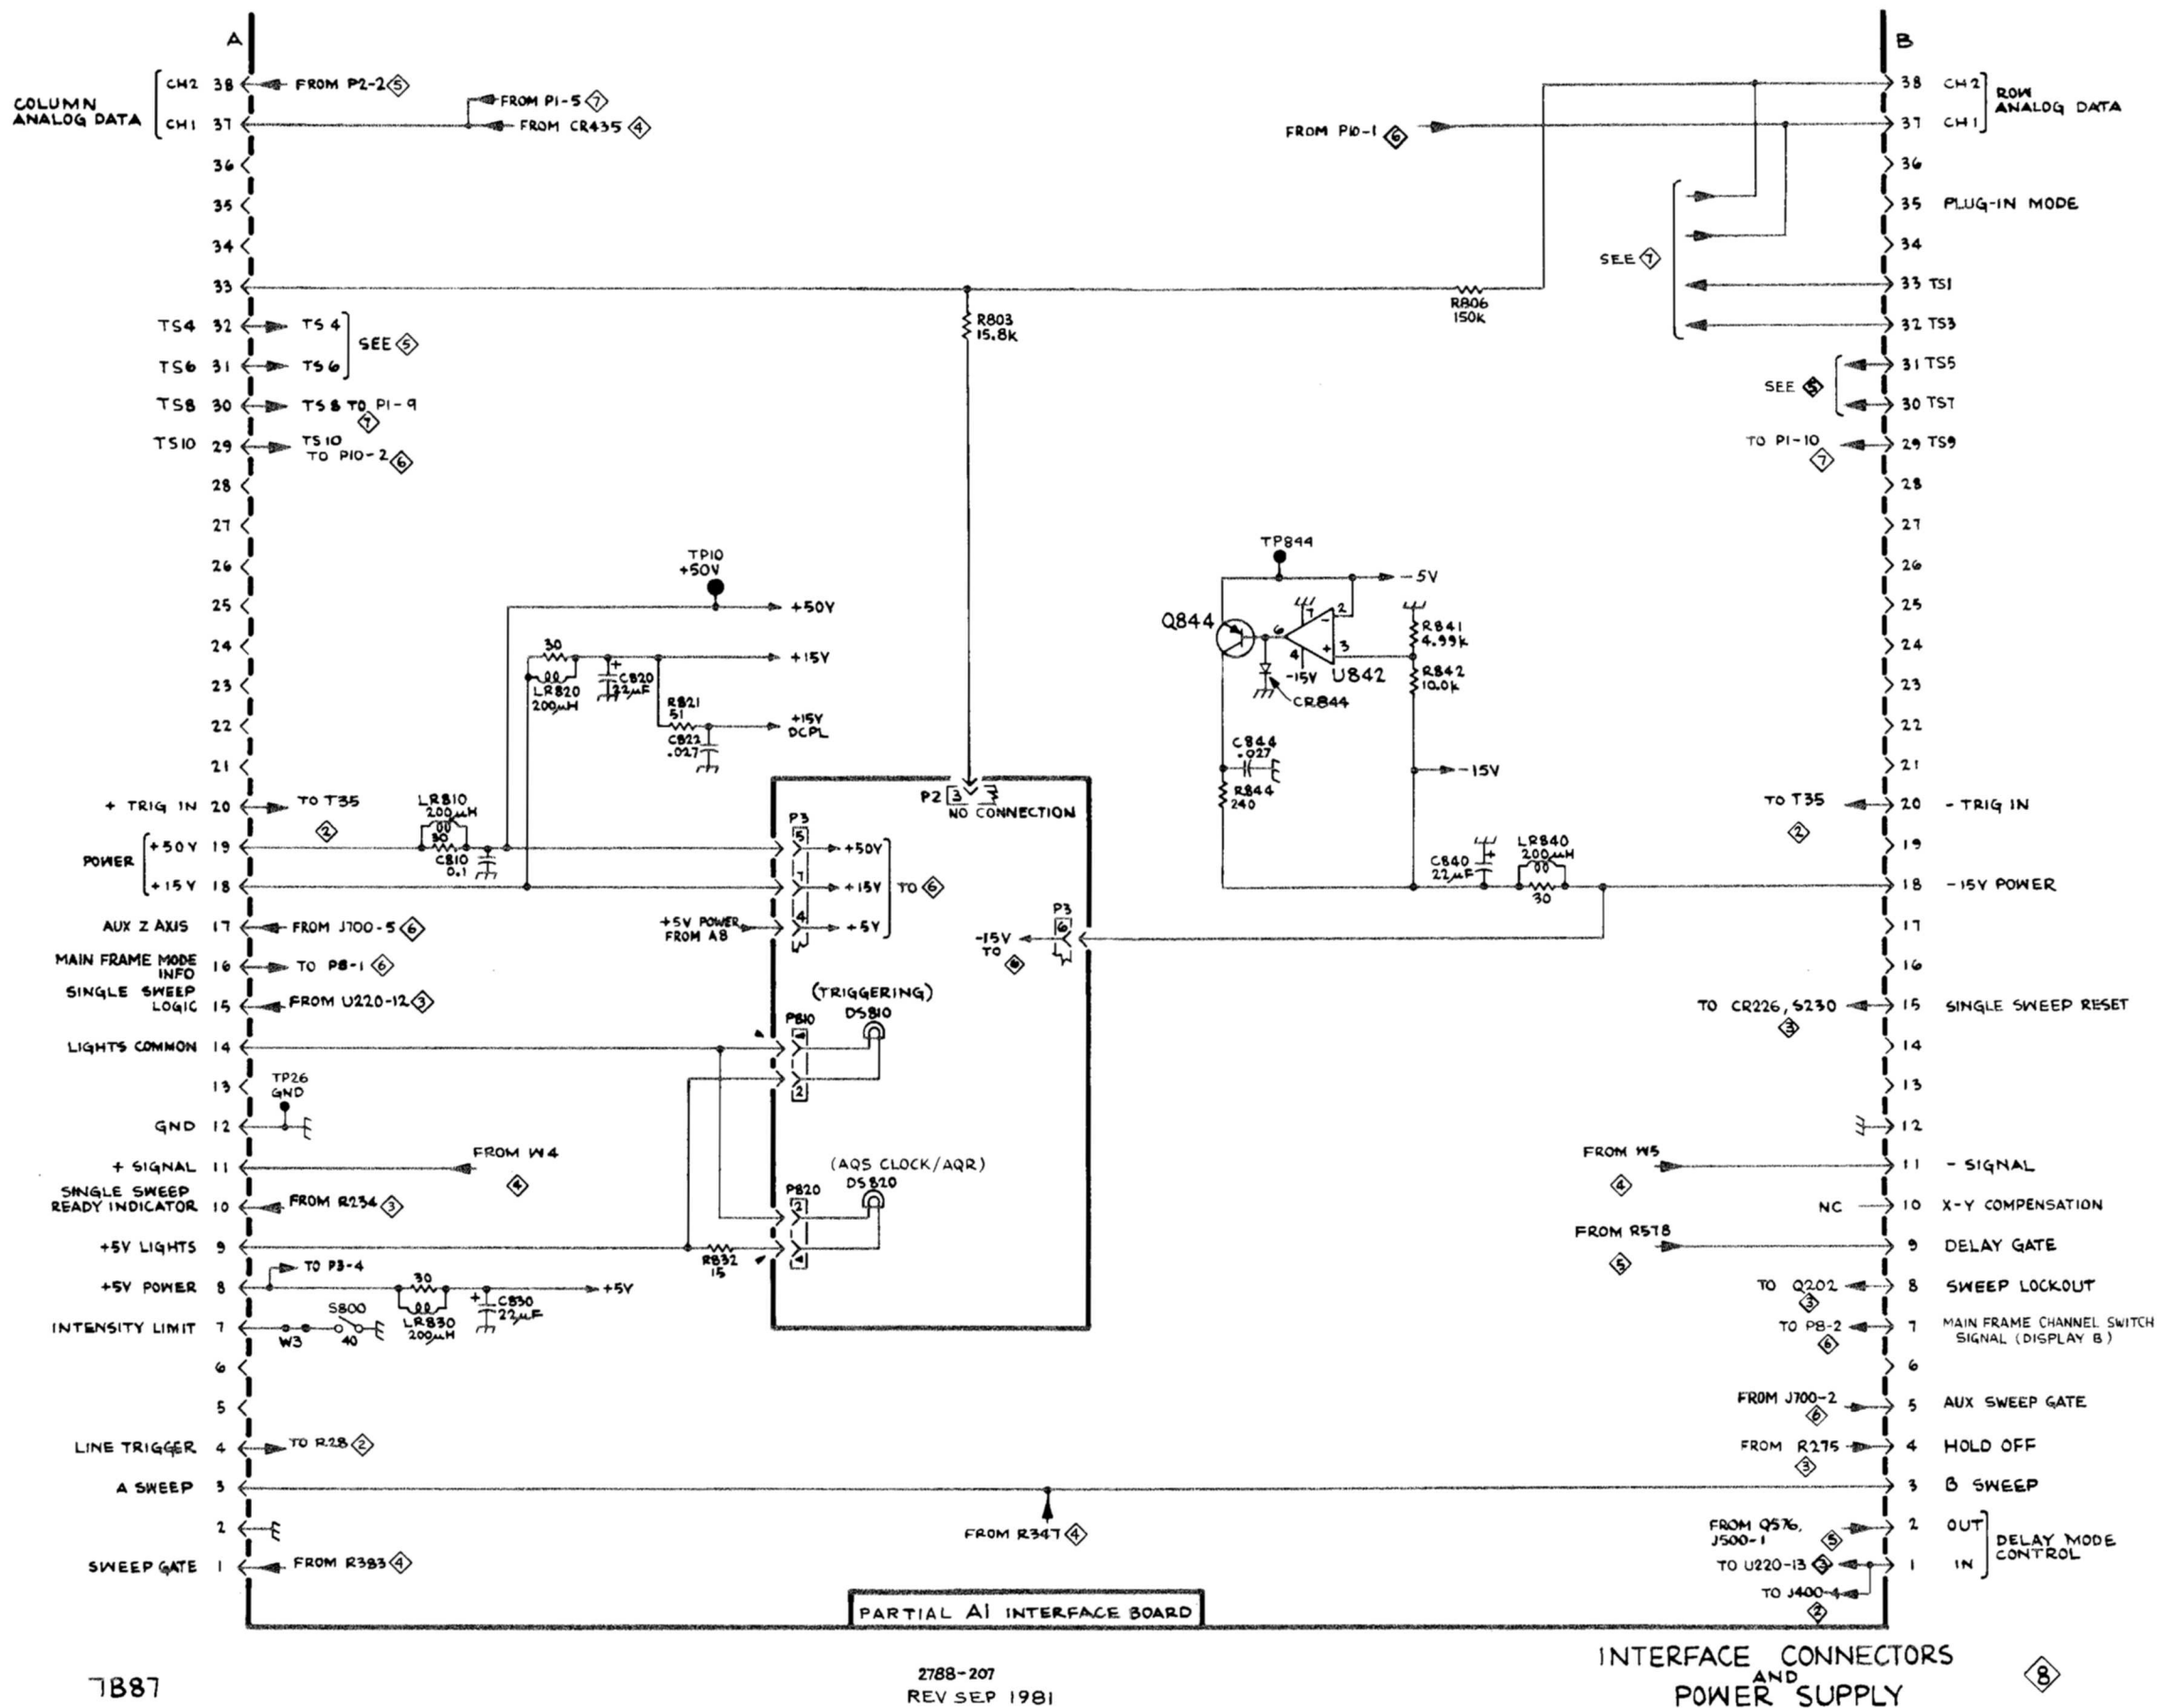 A
COLUMN
ANALOG DATA
CH2 38 FROM P2-2 5
CH1 37 FROM P1-5 7
FROM CR435 4
36
35
34
33
TS4 32 TS4
TS6 31 TS6
SEE 5
TS8 30 TS8 TO P1-9
7
TS10 29 TS10
TO P10-2 6
28
27
26
25
24
23
22
21
+ TRIG IN 20 TO T35
2
POWER
+50V 19
+15V 18
AUX Z AXIS 17 FROM J700-5 6
MAIN FRAME MODE
INFO 16 TO P8-1 6
SINGLE SWEEP
LOGIC 15 FROM U220-12 3
LIGHTS COMMON 14
13
TP26
GND
GND 12
+ SIGNAL 11 FROM W4
4
SINGLE SWEEP
READY INDICATOR 10 FROM R234 3
+5V LIGHTS 9
TO P3-4
+5V POWER 8
INTENSITY LIMIT 7
W3
S800
40
30
LR830
200µH
C830
22µF
+
+5V
6
5
LINE TRIGGER 4 TO R28 2
A SWEEP 3
2
SWEEP GATE 1 FROM R383 4
TP10
+50V
+50V
30
LR820
200µH
+
C820
22µF
+15V
R821
51
C822
.027
+15V
DCPL
LR810
200µH
30
C810
0.1
R803
15.8K
R806
150K
P2 3
NO CONNECTION
P3
5 +50V
7 +15V
4 +5V
TO 6
+5V POWER
FROM A8
P3
6
-15V
TO
6
(TRIGGERING)
DS810
P810
4
2
(AQS CLOCK/AQR)
DS820
P820
2
4
R832
15
FROM R347 4
TP844
-5V
Q844
6
7
2
-
+
3
4
-15V
U842
CR844
R841
4.99K
R842
10.0K
-15V
C844
.027
R844
240
C840
22µF
+
LR840
200µH
30
B
38 CH2
37 CH1
ROW
ANALOG DATA
FROM P10-1 6
36
35 PLUG-IN MODE
34
SEE 7
33 TS1
32 TS3
SEE 5
31 TS5
30 TS7
TO P1-10
7
29 TS9
28
27
26
25
24
23
22
21
TO T35
2
20 - TRIG IN
19
18 -15V POWER
17
16
TO CR226, S230
3
15 SINGLE SWEEP RESET
14
13
12
FROM W5
4
11 - SIGNAL
NC 10 X-Y COMPENSATION
FROM R578
5
9 DELAY GATE
TO Q202
3
8 SWEEP LOCKOUT
TO P8-2
6
7 MAIN FRAME CHANNEL SWITCH
SIGNAL (DISPLAY B)
6
FROM J700-2
6
5 AUX SWEEP GATE
FROM R275
3
4 HOLD OFF
3 B SWEEP
FROM Q576,
J500-1 5
2 OUT
TO U220-13 3
1 IN
DELAY MODE
CONTROL
TO J400-4
2
PARTIAL A1 INTERFACE BOARD
7B87
2788-207
REV SEP 1981
INTERFACE CONNECTORS
AND
POWER SUPPLY
8